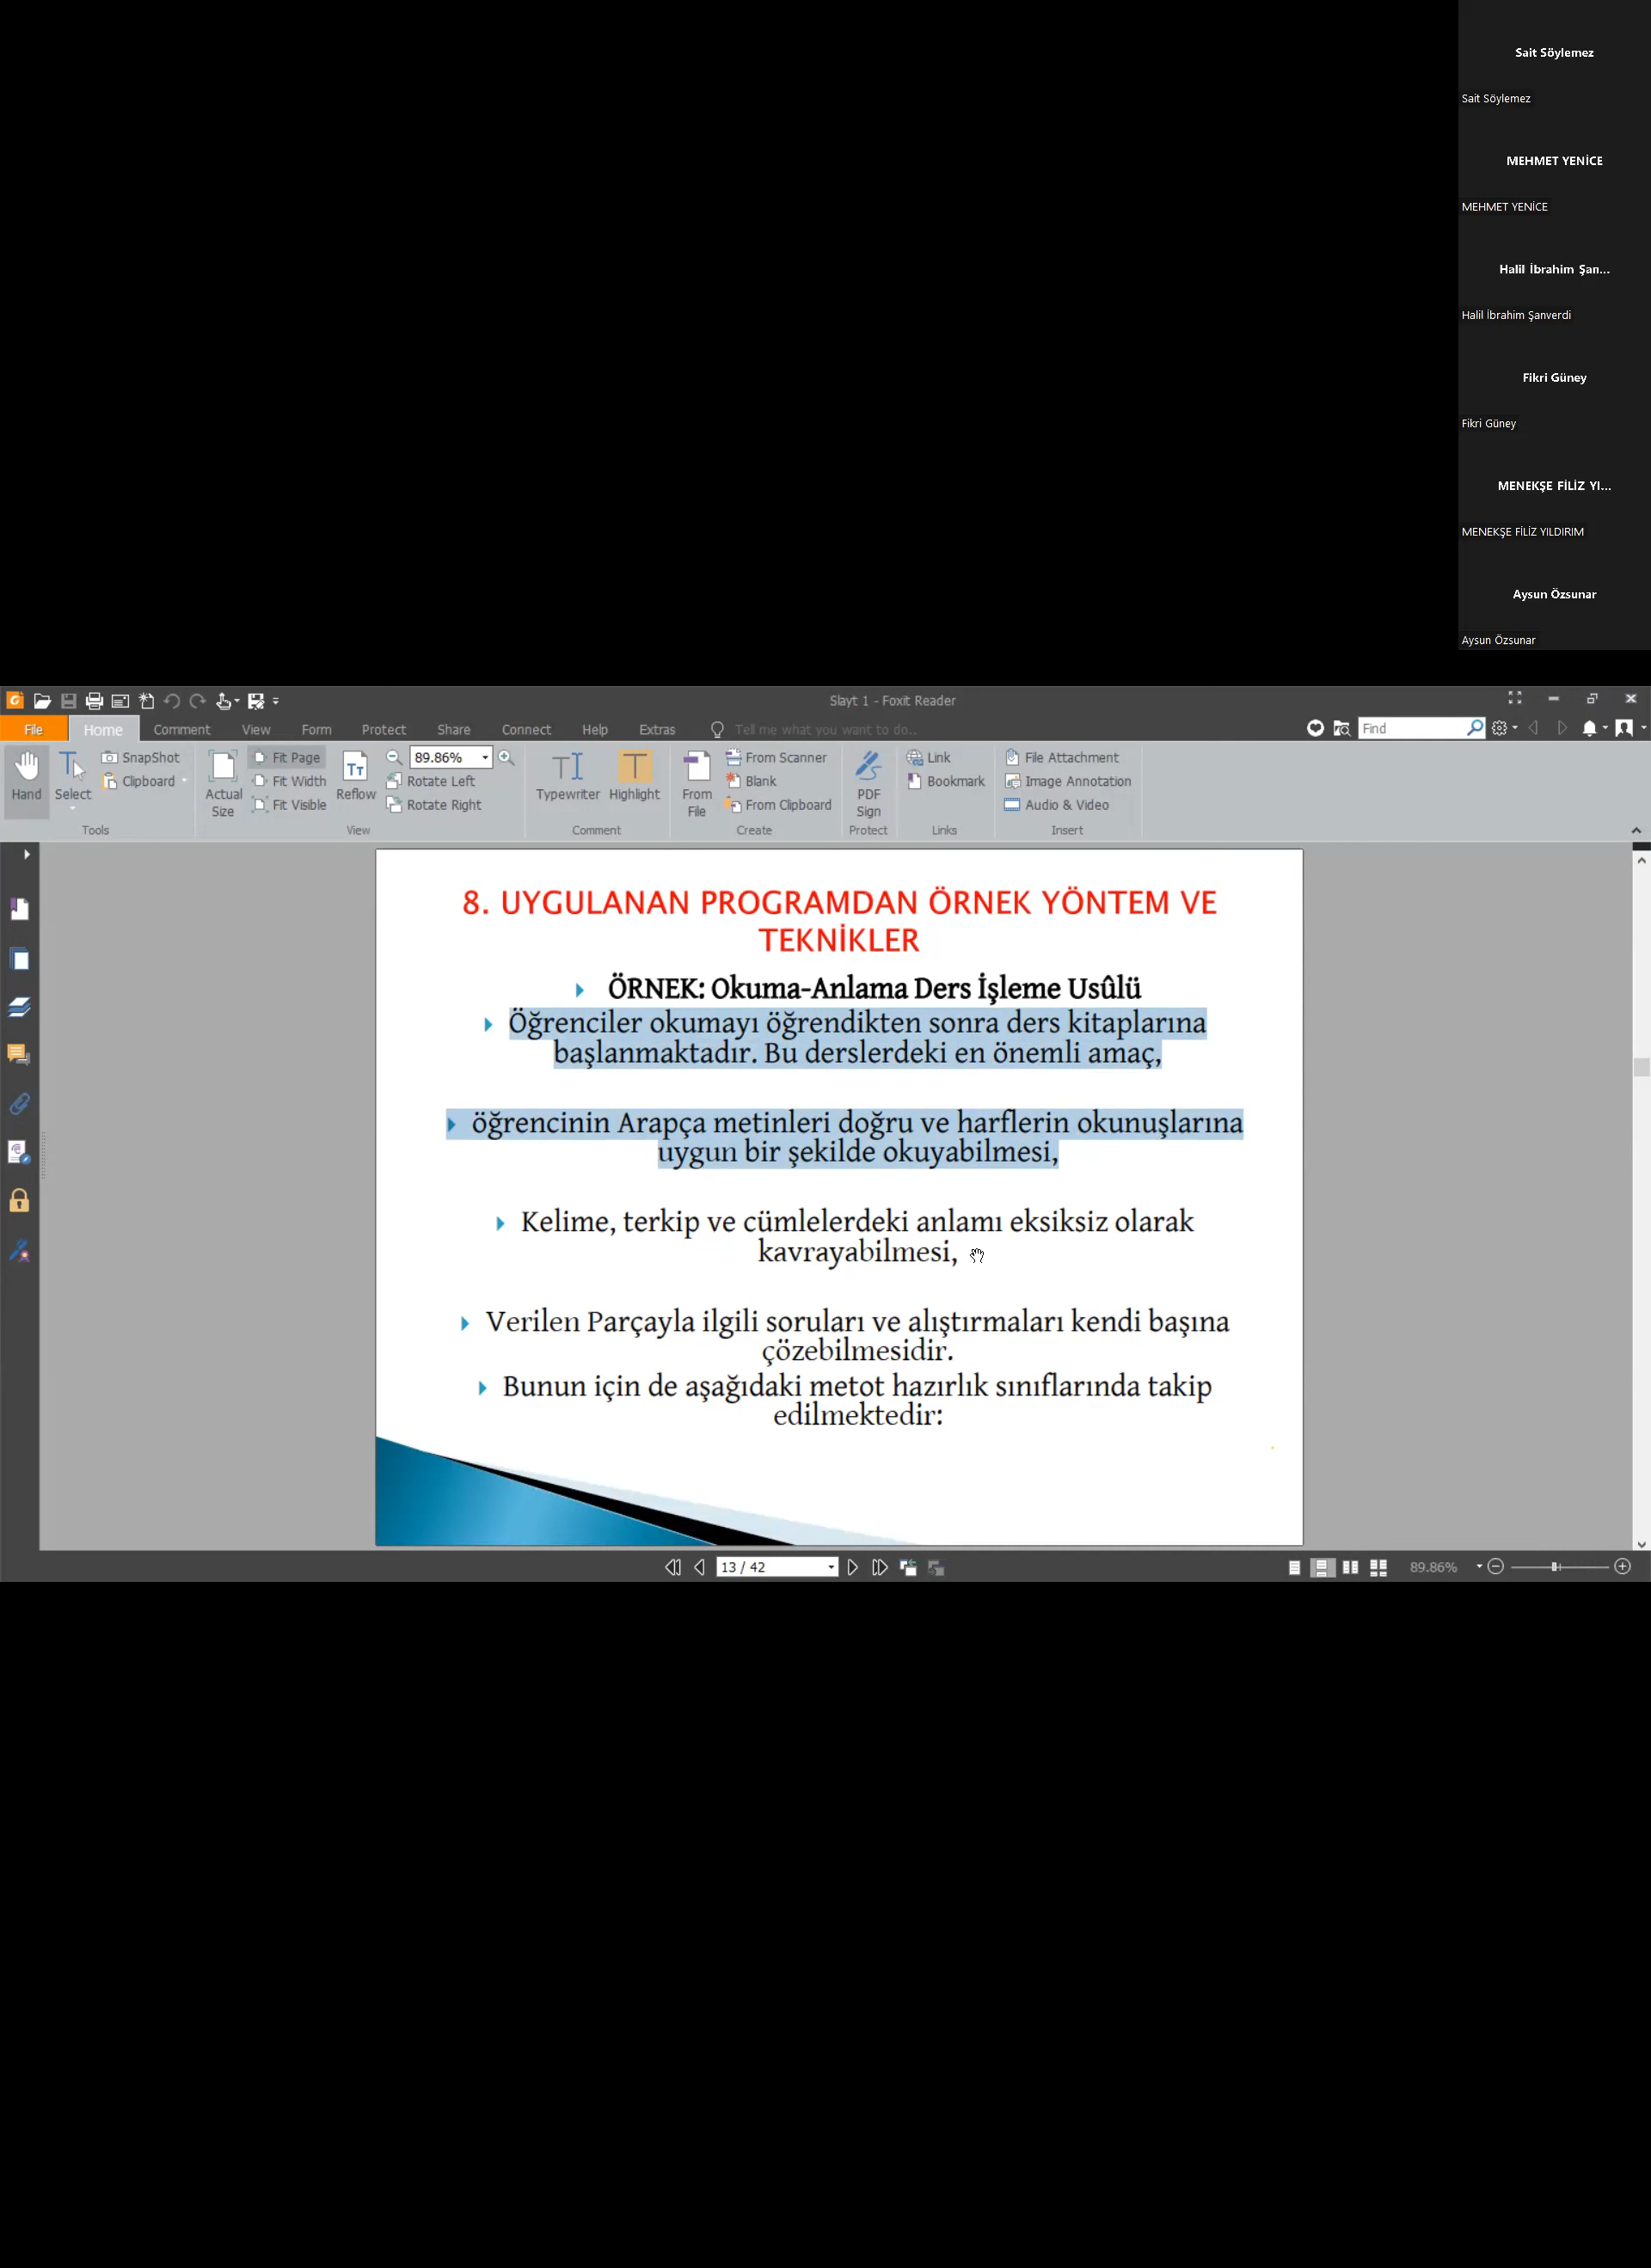 Sait Söylemez
Sait Söylemez
MEHMET YENİCE
MEHMET YENİCE
Halil İbrahim Şan...
Halil İbrahim Şanverdi
Fikri Güney
Fikri Güney
MENEKŞE FİLİZ YI...
MENEKŞE FİLİZ YILDIRIM
Aysun Özsunar
Aysun Özsunar
Slayt 1 - Foxit Reader
File Home Comment View Form Protect Share Connect Help Extras Tell me what you want to do.. Find
Hand
Select
SnapShot
Clipboard
Tools
Actual
Size
Fit Page
Fit Width
Fit Visible
Reflow
89.86%
Rotate Left
Rotate Right
View
Typewriter
Highlight
Comment
From
File
From Scanner
Blank
From Clipboard
Create
PDF
Sign
Protect
Link
Bookmark
Links
File Attachment
Image Annotation
Audio & Video
Insert
8. UYGULANAN PROGRAMDAN ÖRNEK YÖNTEM VE
TEKNİKLER
ÖRNEK: Okuma-Anlama Ders İşleme Usûlü
Öğrenciler okumayı öğrendikten sonra ders kitaplarına
başlanmaktadır. Bu derslerdeki en önemli amaç,
öğrencinin Arapça metinleri doğru ve harflerin okunuşlarına
uygun bir şekilde okuyabilmesi,
Kelime, terkip ve cümlelerdeki anlamı eksiksiz olarak
kavrayabilmesi,
Verilen Parçayla ilgili soruları ve alıştırmaları kendi başına
çözebilmesidir.
Bunun için de aşağıdaki metot hazırlık sınıflarında takip
edilmektedir:
13 / 42
89.86%